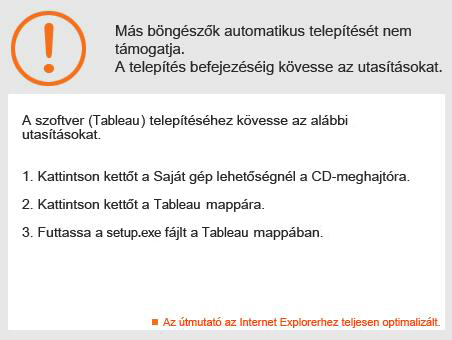 Más böngészők automatikus telepítését nem
támogatja.
A telepítés befejezéséig kövesse az utasításokat.
A szoftver (Tableau) telepítéséhez kövesse az alábbi
utasításokat.
1. Kattintson kettőt a Saját gép lehetőségnél a CD-meghajtóra.
2. Kattintson kettőt a Tableau mappára.
3. Futtassa a setup.exe fájlt a Tableau mappában.
Az útmutató az Internet Explorerhez teljesen optimalizált.